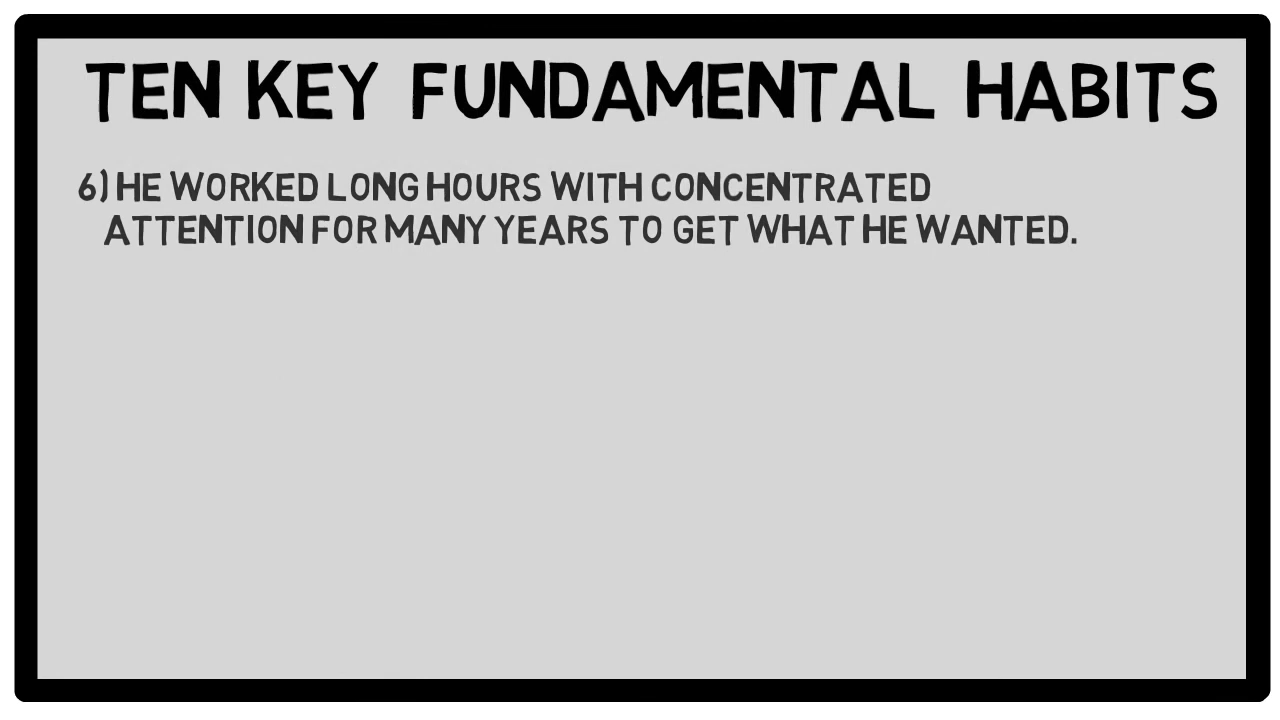 TEN KEY FUNDAMENTAL HABITS
6) HE WORKED LONG HOURS WITH CONCENTRATED
ATTENTION FOR MANY YEARS TO GET WHAT HE WANTED.